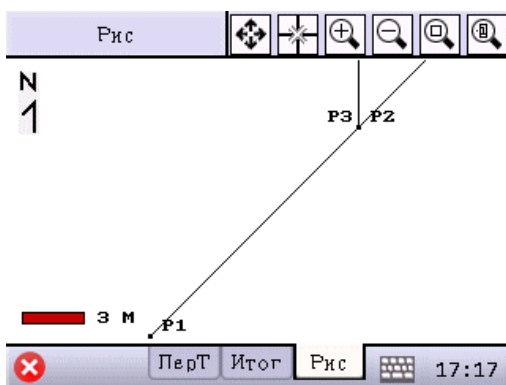 Рис
N
P3 P2
3 М
P1
ПерТ Итог Рис 17:17